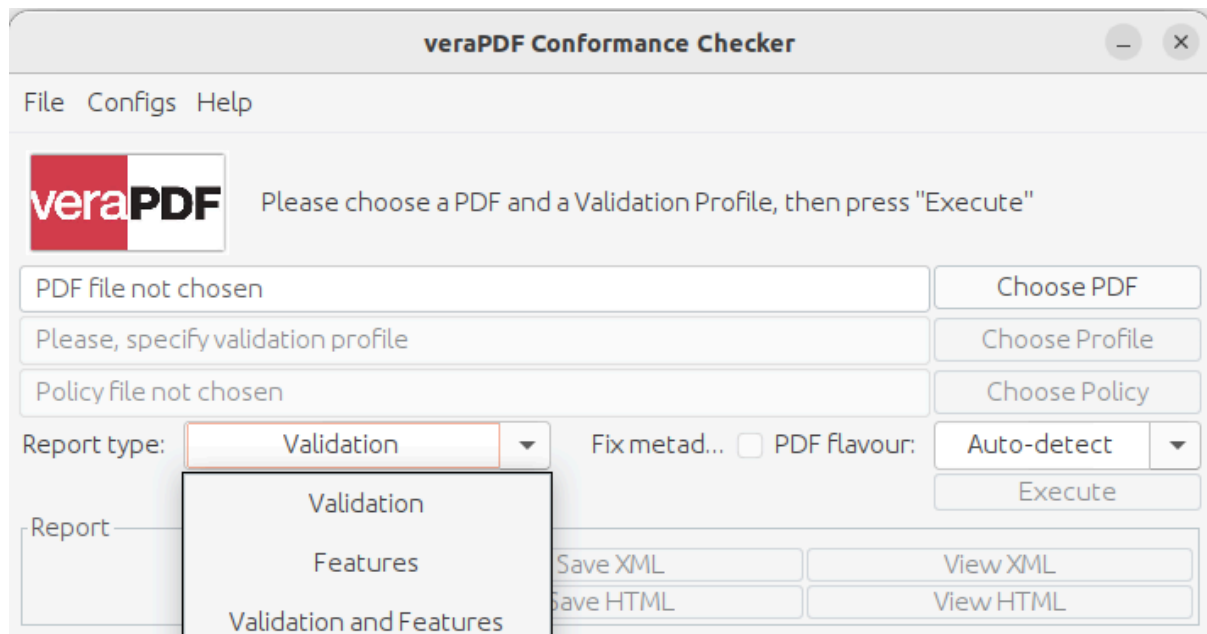 veraPDF Conformance Checker
File Configs Help
veraPDF
Please choose a PDF and a Validation Profile, then press "Execute"
PDF file not chosen
Choose PDF
Please, specify validation profile
Choose Profile
Policy file not chosen
Choose Policy
Report type: Validation Fix metad... PDF flavour: Auto-detect
Validation
Execute
Report
Features
Save XML
View XML
Validation and Features
Save HTML
View HTML